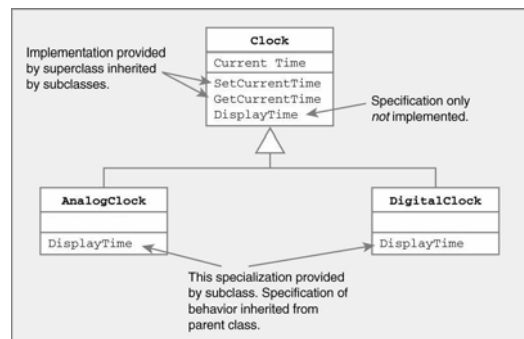 Clock
Current Time
SetCurrentTime
GetCurrentTime
DisplayTime
Implementation provided
by superclass inherited
by subclasses.
Specification only
not implemented.
AnalogClock
DisplayTime
DigitalClock
DisplayTime
This specialization provided
by subclass. Specification of
behavior inherited from
parent class.